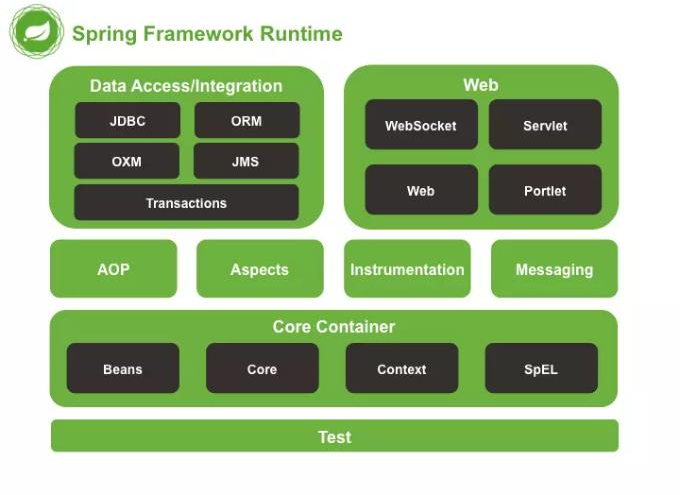 Spring Framework Runtime
Data Access/Integration
JDBC
ORM
OXM
JMS
Transactions
Web
WebSocket
Servlet
Web
Portlet
AOP
Aspects
Instrumentation
Messaging
Core Container
Beans
Core
Context
SpEL
Test